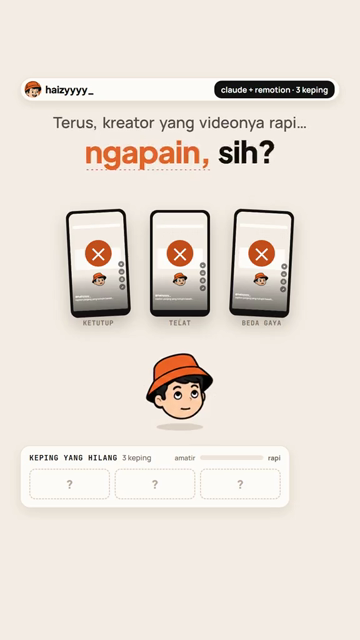 haizyyyy_
claude + remotion · 3 keping
Terus, kreator yang videonya rapi...
ngapain, sih?
KETUTUP
TELAT
BEDA GAYA
KEPING YANG HILANG 3 keping
amatir
rapi
?
?
?